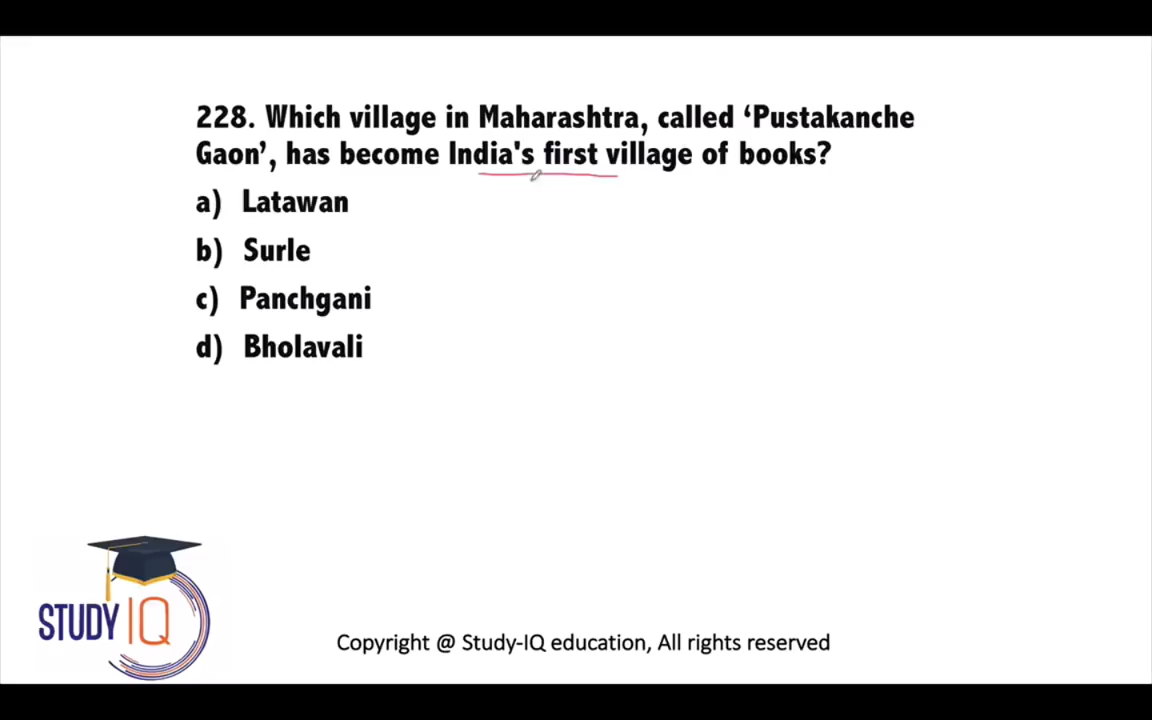 228. Which village in Maharashtra, called ‘Pustakanche
Gaon’, has become India's first village of books?
a) Latawan
b) Surle
c) Panchgani
d) Bholavali
STUDY IQ
Copyright @ Study-IQ education, All rights reserved